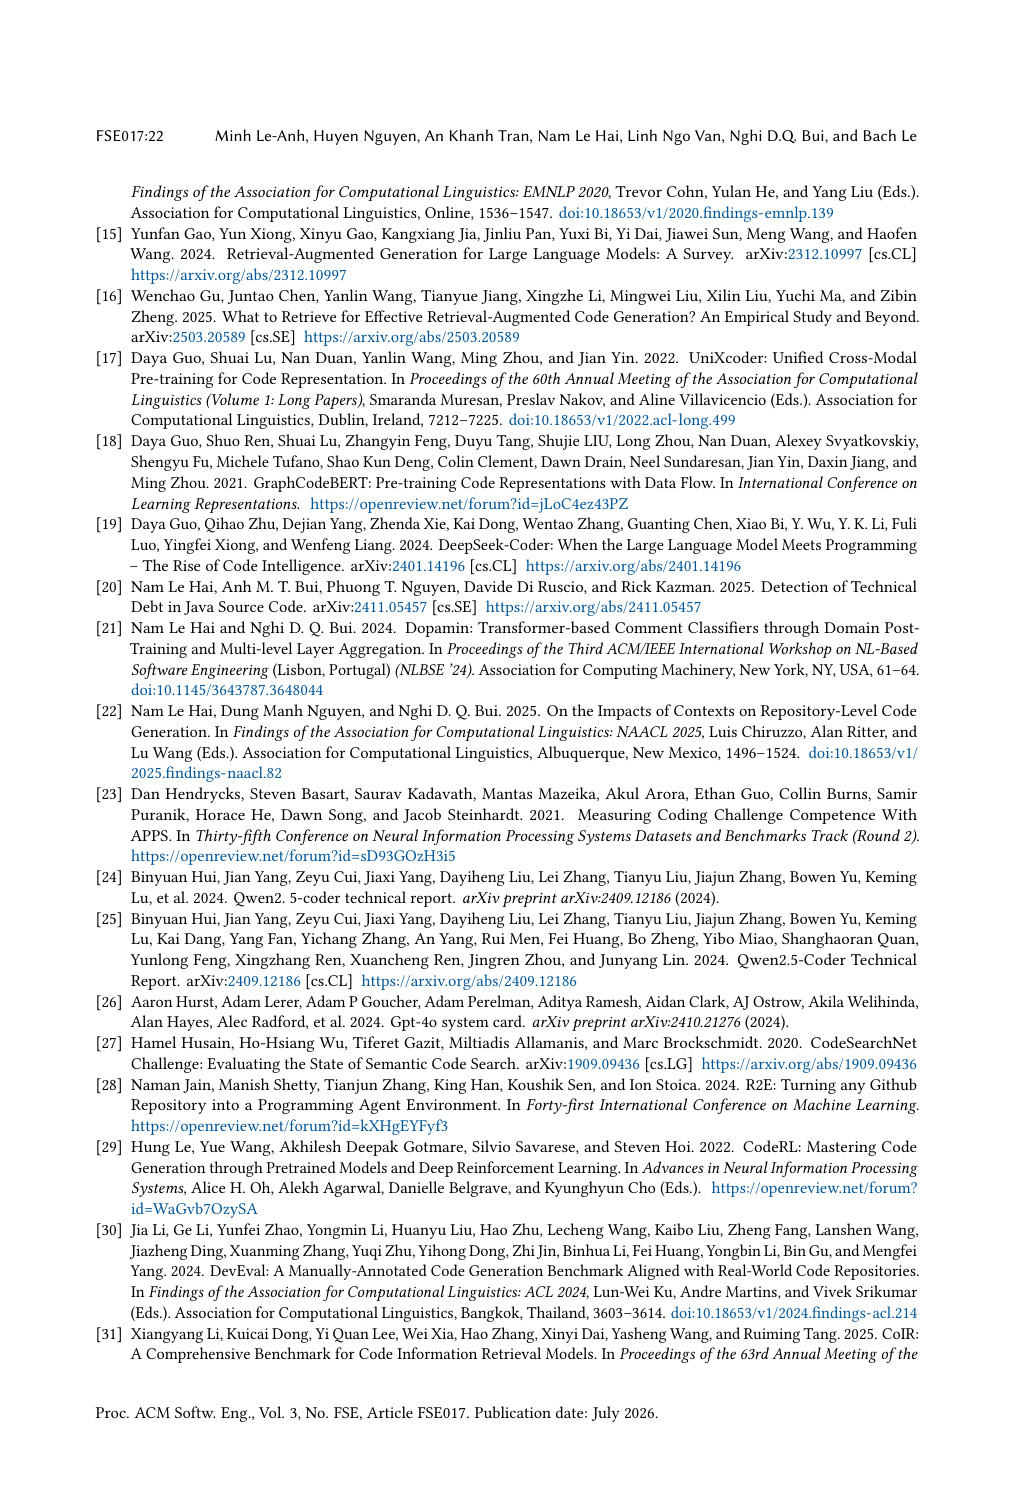 FSE017:22 Minh Le-Anh, Huyen Nguyen, An Khanh Tran, Nam Le Hai, Linh Ngo Van, Nghi D.Q. Bui, and Bach Le
Findings of the Association for Computational Linguistics: EMNLP 2020, Trevor Cohn, Yulan He, and Yang Liu (Eds.).
Association for Computational Linguistics, Online, 1536–1547. doi:10.18653/v1/2020.findings-emnlp.139
[15] Yunfan Gao, Yun Xiong, Xinyu Gao, Kangxiang Jia, Jinliu Pan, Yuxi Bi, Yi Dai, Jiawei Sun, Meng Wang, and Haofen
Wang. 2024. Retrieval-Augmented Generation for Large Language Models: A Survey. arXiv:2312.10997 [cs.CL]
https://arxiv.org/abs/2312.10997
[16] Wenchao Gu, Juntao Chen, Yanlin Wang, Tianyue Jiang, Xingzhe Li, Mingwei Liu, Xilin Liu, Yuchi Ma, and Zibin
Zheng. 2025. What to Retrieve for Effective Retrieval-Augmented Code Generation? An Empirical Study and Beyond.
arXiv:2503.20589 [cs.SE] https://arxiv.org/abs/2503.20589
[17] Daya Guo, Shuai Lu, Nan Duan, Yanlin Wang, Ming Zhou, and Jian Yin. 2022. UniXcoder: Unified Cross-Modal
Pre-training for Code Representation. In Proceedings of the 60th Annual Meeting of the Association for Computational
Linguistics (Volume 1: Long Papers), Smaranda Muresan, Preslav Nakov, and Aline Villavicencio (Eds.). Association for
Computational Linguistics, Dublin, Ireland, 7212–7225. doi:10.18653/v1/2022.acl-long.499
[18] Daya Guo, Shuo Ren, Shuai Lu, Zhangyin Feng, Duyu Tang, Shujie LIU, Long Zhou, Nan Duan, Alexey Svyatkovskiy,
Shengyu Fu, Michele Tufano, Shao Kun Deng, Colin Clement, Dawn Drain, Neel Sundaresan, Jian Yin, Daxin Jiang, and
Ming Zhou. 2021. GraphCodeBERT: Pre-training Code Representations with Data Flow. In International Conference on
Learning Representations. https://openreview.net/forum?id=jLoC4ez43PZ
[19] Daya Guo, Qihao Zhu, Dejian Yang, Zhenda Xie, Kai Dong, Wentao Zhang, Guanting Chen, Xiao Bi, Y. Wu, Y. K. Li, Fuli
Luo, Yingfei Xiong, and Wenfeng Liang. 2024. DeepSeek-Coder: When the Large Language Model Meets Programming
– The Rise of Code Intelligence. arXiv:2401.14196 [cs.CL] https://arxiv.org/abs/2401.14196
[20] Nam Le Hai, Anh M. T. Bui, Phuong T. Nguyen, Davide Di Ruscio, and Rick Kazman. 2025. Detection of Technical
Debt in Java Source Code. arXiv:2411.05457 [cs.SE] https://arxiv.org/abs/2411.05457
[21] Nam Le Hai and Nghi D. Q. Bui. 2024. Dopamin: Transformer-based Comment Classifiers through Domain Post-
Training and Multi-level Layer Aggregation. In Proceedings of the Third ACM/IEEE International Workshop on NL-Based
Software Engineering (Lisbon, Portugal) (NLBSE ’24). Association for Computing Machinery, New York, NY, USA, 61–64.
doi:10.1145/3643787.3648044
[22] Nam Le Hai, Dung Manh Nguyen, and Nghi D. Q. Bui. 2025. On the Impacts of Contexts on Repository-Level Code
Generation. In Findings of the Association for Computational Linguistics: NAACL 2025, Luis Chiruzzo, Alan Ritter, and
Lu Wang (Eds.). Association for Computational Linguistics, Albuquerque, New Mexico, 1496–1524. doi:10.18653/v1/
2025.findings-naacl.82
[23] Dan Hendrycks, Steven Basart, Saurav Kadavath, Mantas Mazeika, Akul Arora, Ethan Guo, Collin Burns, Samir
Puranik, Horace He, Dawn Song, and Jacob Steinhardt. 2021. Measuring Coding Challenge Competence With
APPS. In Thirty-fifth Conference on Neural Information Processing Systems Datasets and Benchmarks Track (Round 2).
https://openreview.net/forum?id=sD93GOzH3i5
[24] Binyuan Hui, Jian Yang, Zeyu Cui, Jiaxi Yang, Dayiheng Liu, Lei Zhang, Tianyu Liu, Jiajun Zhang, Bowen Yu, Keming
Lu, et al. 2024. Qwen2. 5-coder technical report. arXiv preprint arXiv:2409.12186 (2024).
[25] Binyuan Hui, Jian Yang, Zeyu Cui, Jiaxi Yang, Dayiheng Liu, Lei Zhang, Tianyu Liu, Jiajun Zhang, Bowen Yu, Keming
Lu, Kai Dang, Yang Fan, Yichang Zhang, An Yang, Rui Men, Fei Huang, Bo Zheng, Yibo Miao, Shanghaoran Quan,
Yunlong Feng, Xingzhang Ren, Xuancheng Ren, Jingren Zhou, and Junyang Lin. 2024. Qwen2.5-Coder Technical
Report. arXiv:2409.12186 [cs.CL] https://arxiv.org/abs/2409.12186
[26] Aaron Hurst, Adam Lerer, Adam P Goucher, Adam Perelman, Aditya Ramesh, Aidan Clark, AJ Ostrow, Akila Welihinda,
Alan Hayes, Alec Radford, et al. 2024. Gpt-4o system card. arXiv preprint arXiv:2410.21276 (2024).
[27] Hamel Husain, Ho-Hsiang Wu, Tiferet Gazit, Miltiadis Allamanis, and Marc Brockschmidt. 2020. CodeSearchNet
Challenge: Evaluating the State of Semantic Code Search. arXiv:1909.09436 [cs.LG] https://arxiv.org/abs/1909.09436
[28] Naman Jain, Manish Shetty, Tianjun Zhang, King Han, Koushik Sen, and Ion Stoica. 2024. R2E: Turning any Github
Repository into a Programming Agent Environment. In Forty-first International Conference on Machine Learning.
https://openreview.net/forum?id=kXHgEYFyf3
[29] Hung Le, Yue Wang, Akhilesh Deepak Gotmare, Silvio Savarese, and Steven Hoi. 2022. CodeRL: Mastering Code
Generation through Pretrained Models and Deep Reinforcement Learning. In Advances in Neural Information Processing
Systems, Alice H. Oh, Alekh Agarwal, Danielle Belgrave, and Kyunghyun Cho (Eds.). https://openreview.net/forum?
id=WaGvb7OzySA
[30] Jia Li, Ge Li, Yunfei Zhao, Yongmin Li, Huanyu Liu, Hao Zhu, Lecheng Wang, Kaibo Liu, Zheng Fang, Lanshen Wang,
Jiazheng Ding, Xuanming Zhang, Yuqi Zhu, Yihong Dong, Zhi Jin, Binhua Li, Fei Huang, Yongbin Li, Bin Gu, and Mengfei
Yang. 2024. DevEval: A Manually-Annotated Code Generation Benchmark Aligned with Real-World Code Repositories.
In Findings of the Association for Computational Linguistics: ACL 2024, Lun-Wei Ku, Andre Martins, and Vivek Srikumar
(Eds.). Association for Computational Linguistics, Bangkok, Thailand, 3603–3614. doi:10.18653/v1/2024.findings-acl.214
[31] Xiangyang Li, Kuicai Dong, Yi Quan Lee, Wei Xia, Hao Zhang, Xinyi Dai, Yasheng Wang, and Ruiming Tang. 2025. CoIR:
A Comprehensive Benchmark for Code Information Retrieval Models. In Proceedings of the 63rd Annual Meeting of the
Proc. ACM Softw. Eng., Vol. 3, No. FSE, Article FSE017. Publication date: July 2026.